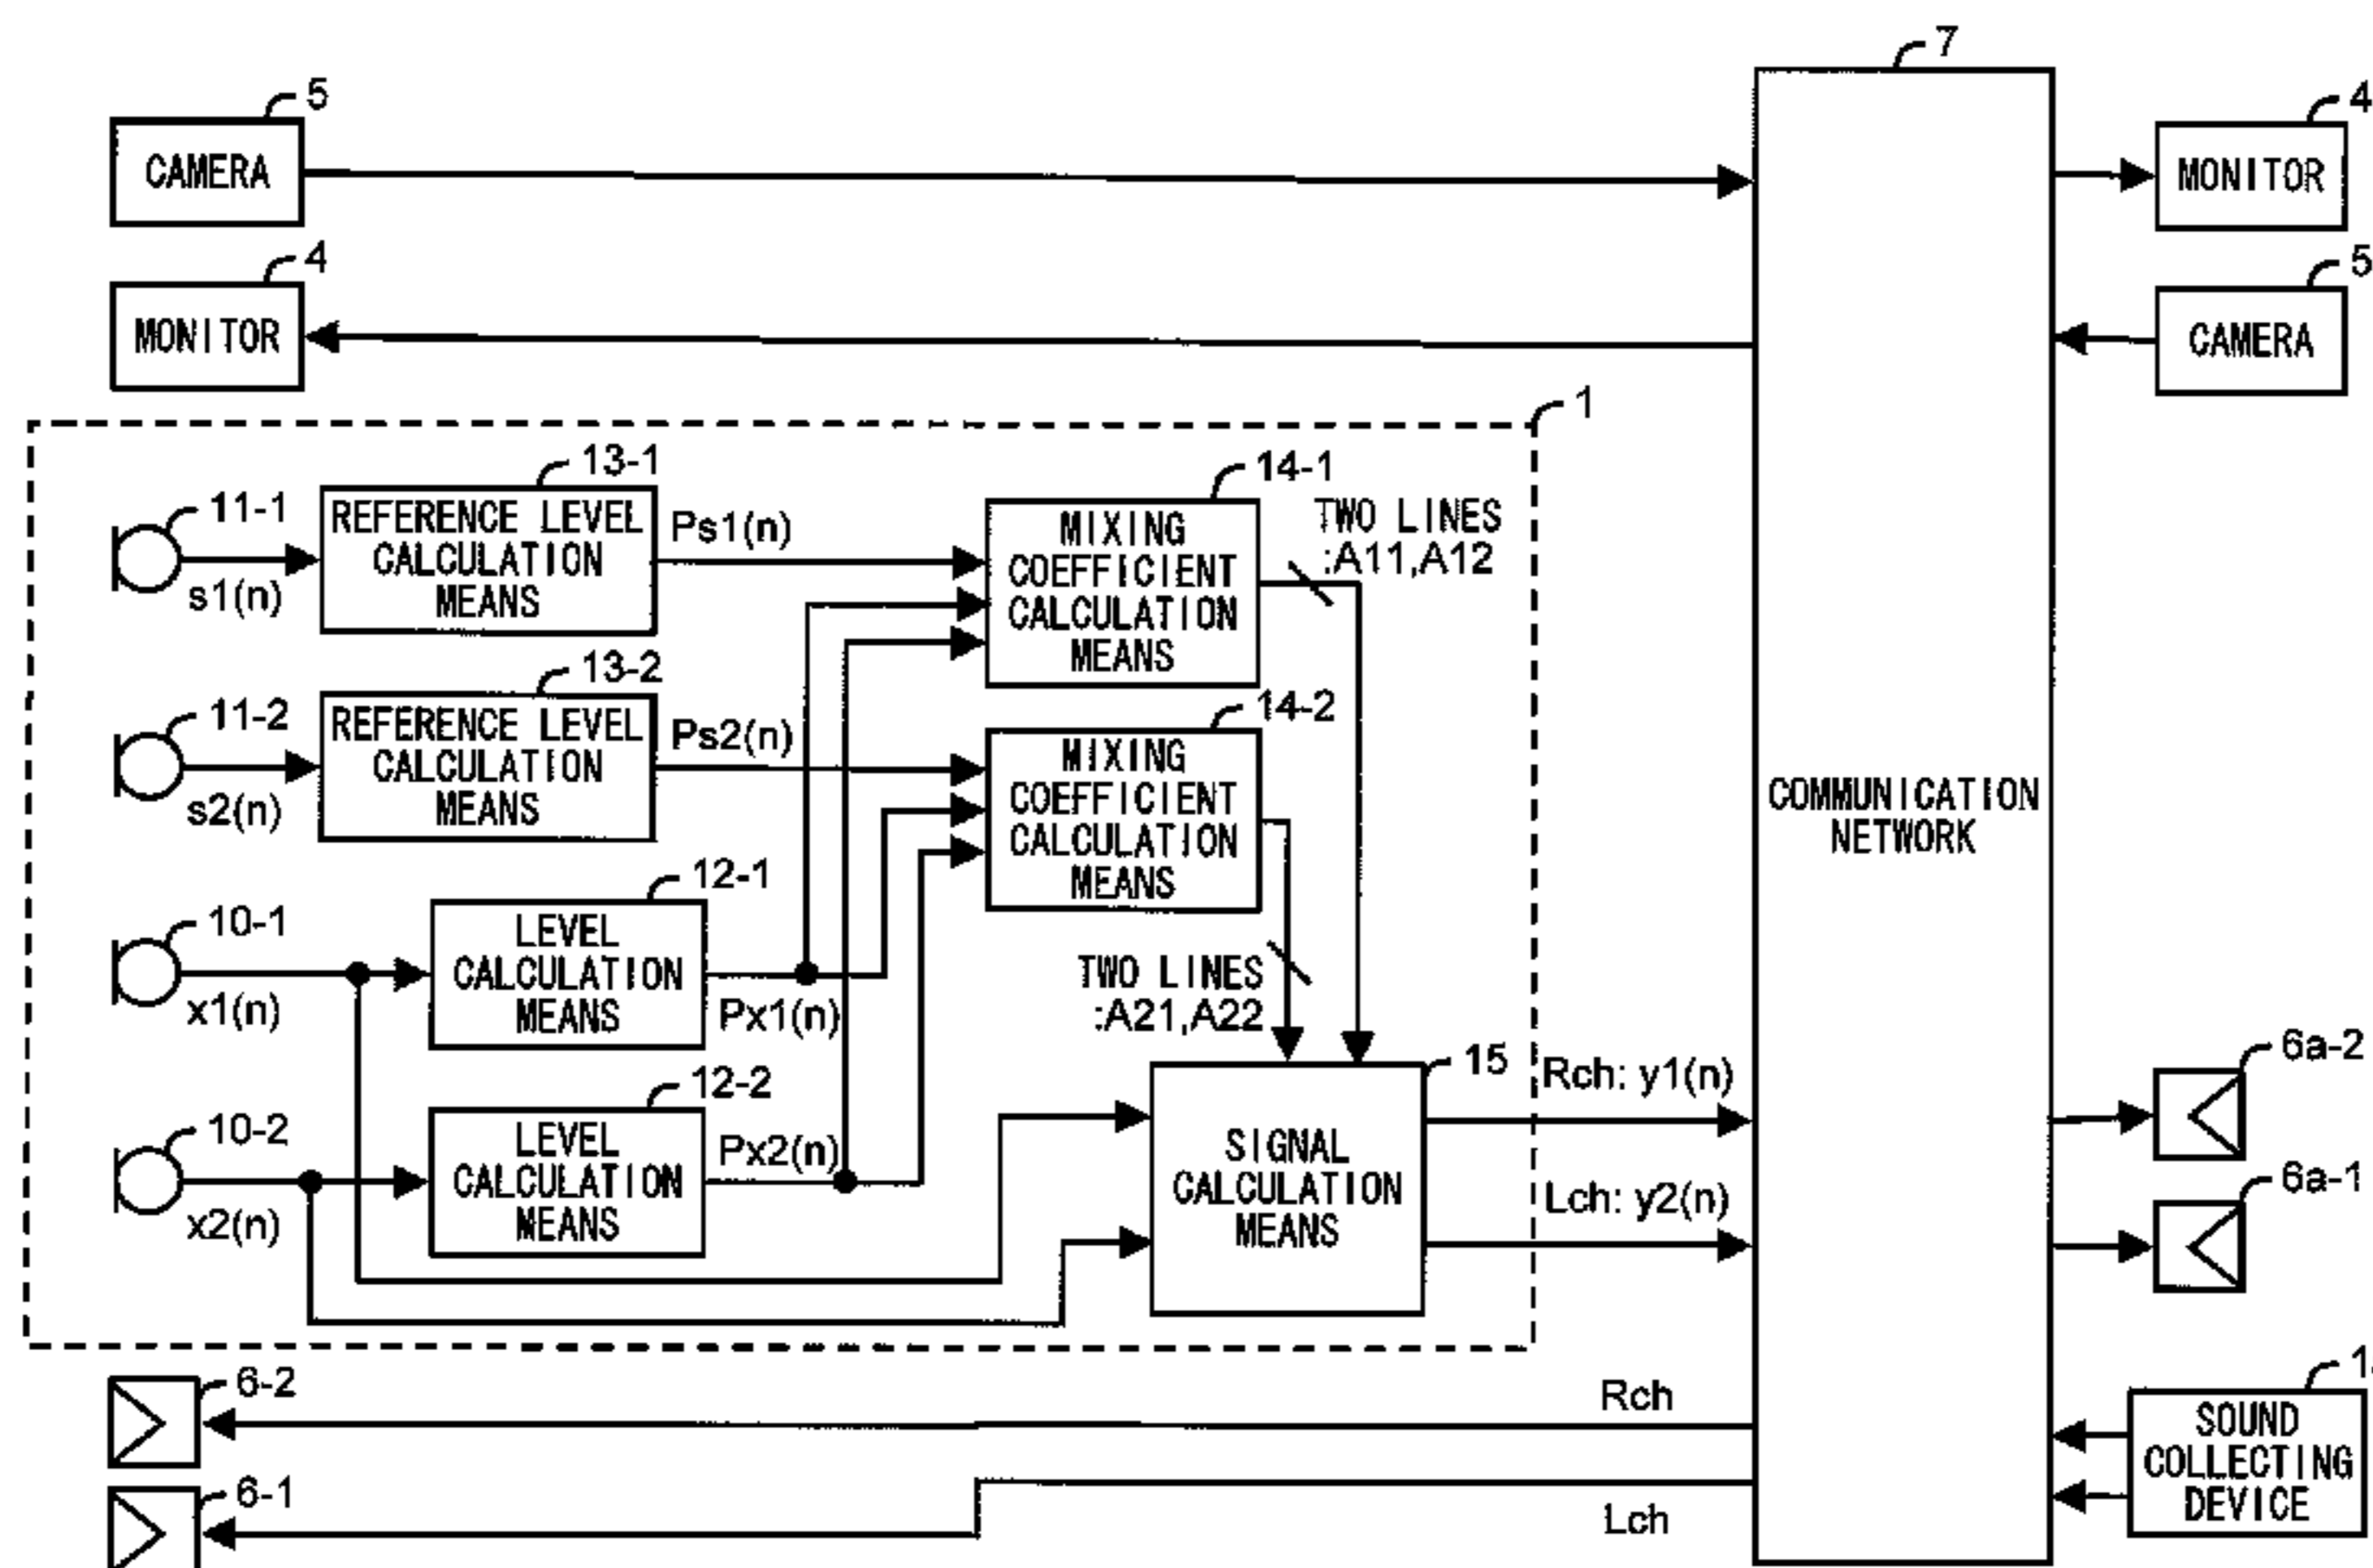 7
5
CAMERA
4
MONITOR
4
MONITOR
5
CAMERA
1
13-1
11-1
REFERENCE LEVEL
CALCULATION
MEANS
s1(n)
Ps1(n)
14-1
MIXING
COEFFICIENT
CALCULATION
MEANS
TWO LINES
:A11,A12
13-2
11-2
REFERENCE LEVEL
CALCULATION
MEANS
s2(n)
Ps2(n)
14-2
MIXING
COEFFICIENT
CALCULATION
MEANS
COMMUNICATION
NETWORK
12-1
10-1
LEVEL
CALCULATION
MEANS
x1(n)
Px1(n)
TWO LINES
:A21,A22
12-2
10-2
LEVEL
CALCULATION
MEANS
x2(n)
Px2(n)
15
SIGNAL
CALCULATION
MEANS
Rch: y1(n)
Lch: y2(n)
6a-2
6a-1
6-2
Rch
6-1
Lch
SOUND
COLLECTING
DEVICE